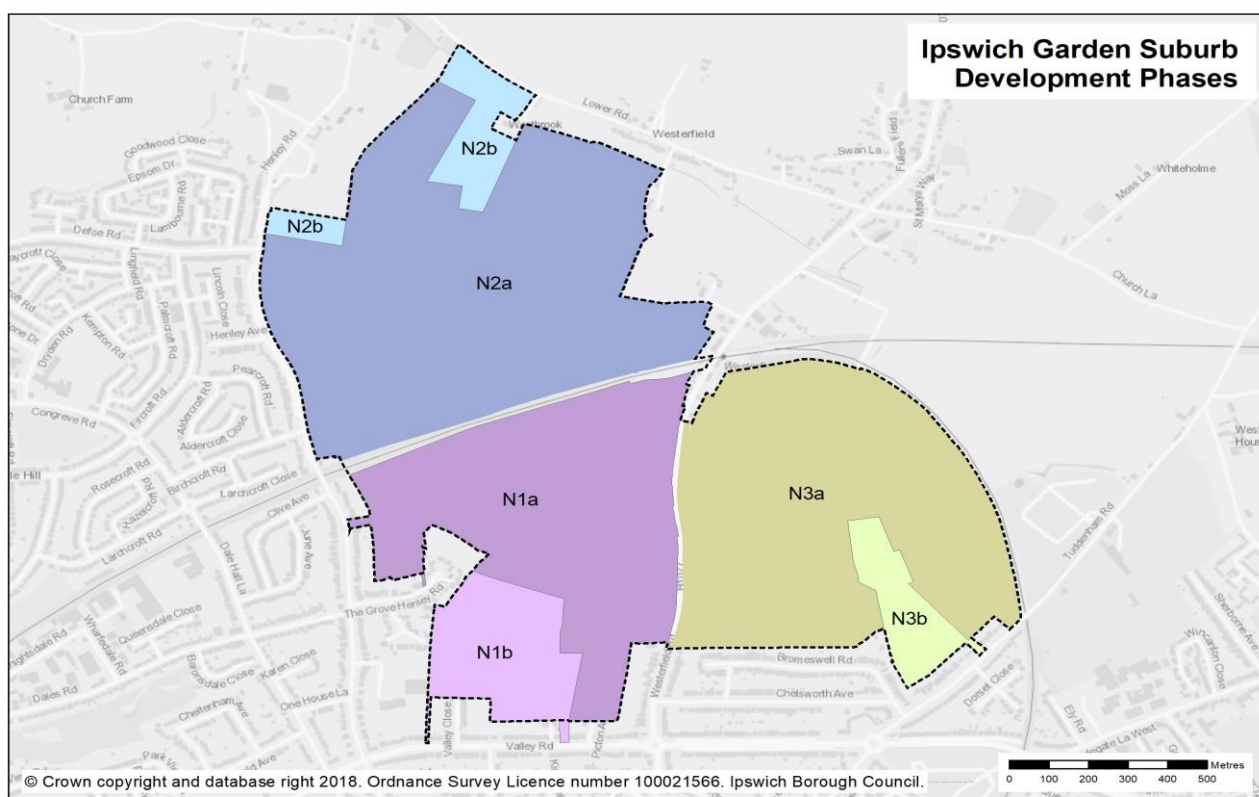 Ipswich Garden Suburb
Development Phases
Church Farm
Henley Rd
Goodwood Close
Epsom Dr
Lambourne Rd
Defoe Rd
Lingfield Rd
Lincoln Close
Palmcroft Rd
Kempton Rd
Dryden Rd
Henley Ave
Pearcroft Rd
Fircroft Rd
Aldercroft Rd
Aldercroft Close
Congreve Rd
Rosecroft Rd
Birchcroft Rd
Hazelcroft Rd
Larchcroft Close
Larchcroft Rd
Clive Ave
June Ave
Dale Hall La
The Grove Henley Rd
Queensdale Close
Wharfedale Rd
Dales Rd
Baronsdale Close
Karen Close
Cheltenham Ave
One House La
Valley Close
Valley Rd
Lower Rd
Westerfield
Swan La
Fullers Field
St Marys Way
Moss La
Whiteholme
Church La
N2b
N2b
N2a
N1a
N1b
N3a
N3b
Tuddenham Rd
Bromeswell Rd
Chelsworth Ave
Dorset Close
Sherborne Ave
Wincanton Close
Ely Rd
Metres
0 100 200 300 400 500
© Crown copyright and database right 2018. Ordnance Survey Licence number 100021566. Ipswich Borough Council.